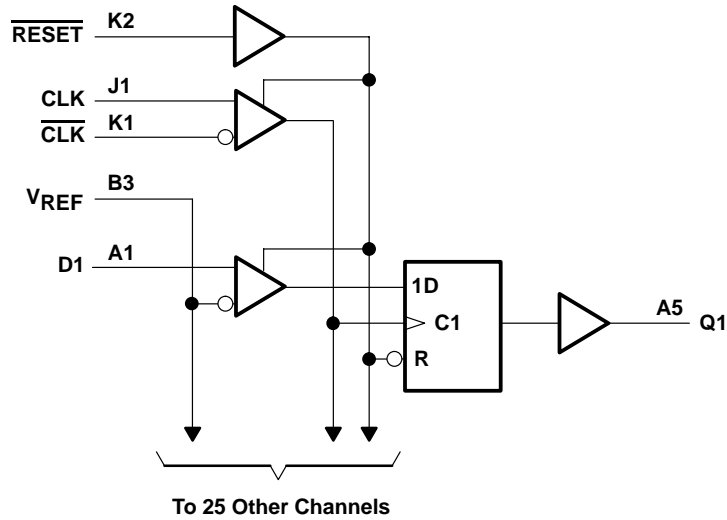 RESET K2
CLK J1
CLK K1
VREF B3
D1 A1
1D
C1
R
A5 Q1
To 25 Other Channels